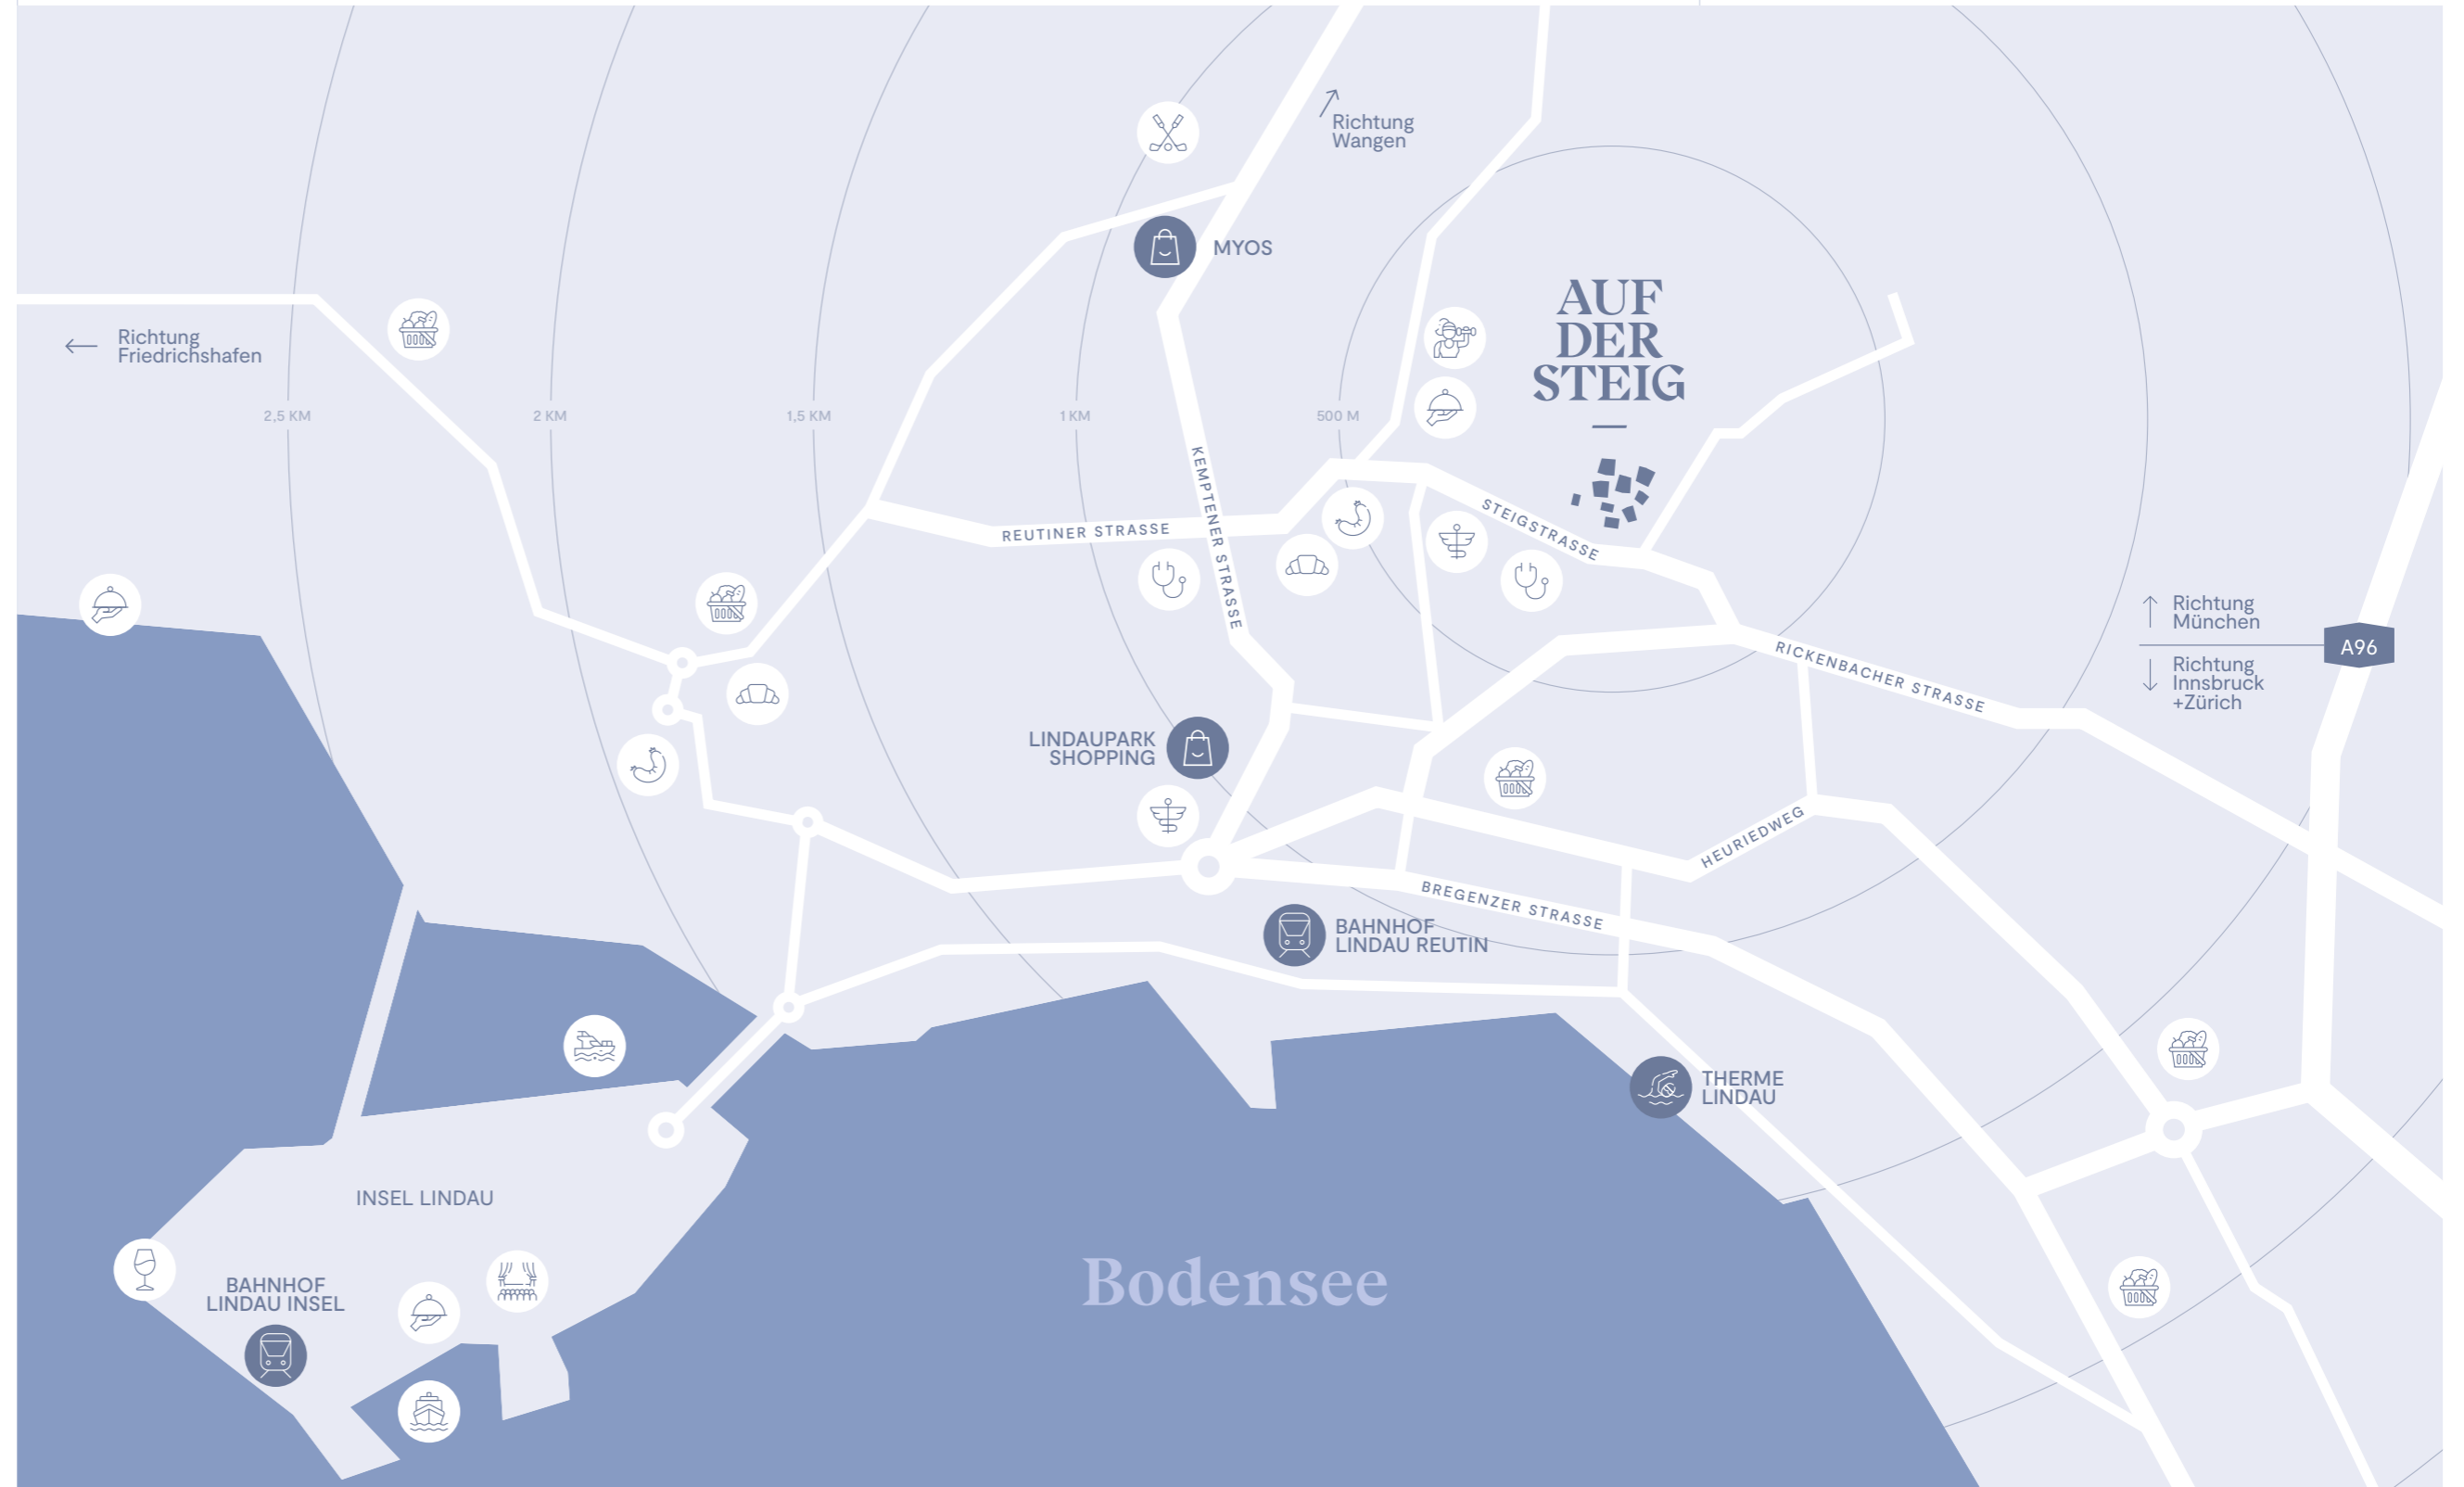 Richtung
Wangen
MYOS
AUF
DER
STEIG
Richtung
Friedrichshafen
2,5 KM
2 KM
1,5 KM
1 KM
500 M
KEMPTENER STRASSE
REUTINER STRASSE
STEIGSTRASSE
RICKENBACHER STRASSE
Richtung
München
A96
Richtung
Innsbruck
+Zürich
LINDAUPARK
SHOPPING
HEURIEDWEG
BREGENZER STRASSE
BAHNHOF
LINDAU REUTIN
THERME
LINDAU
INSEL LINDAU
BAHNHOF
LINDAU INSEL
Bodensee